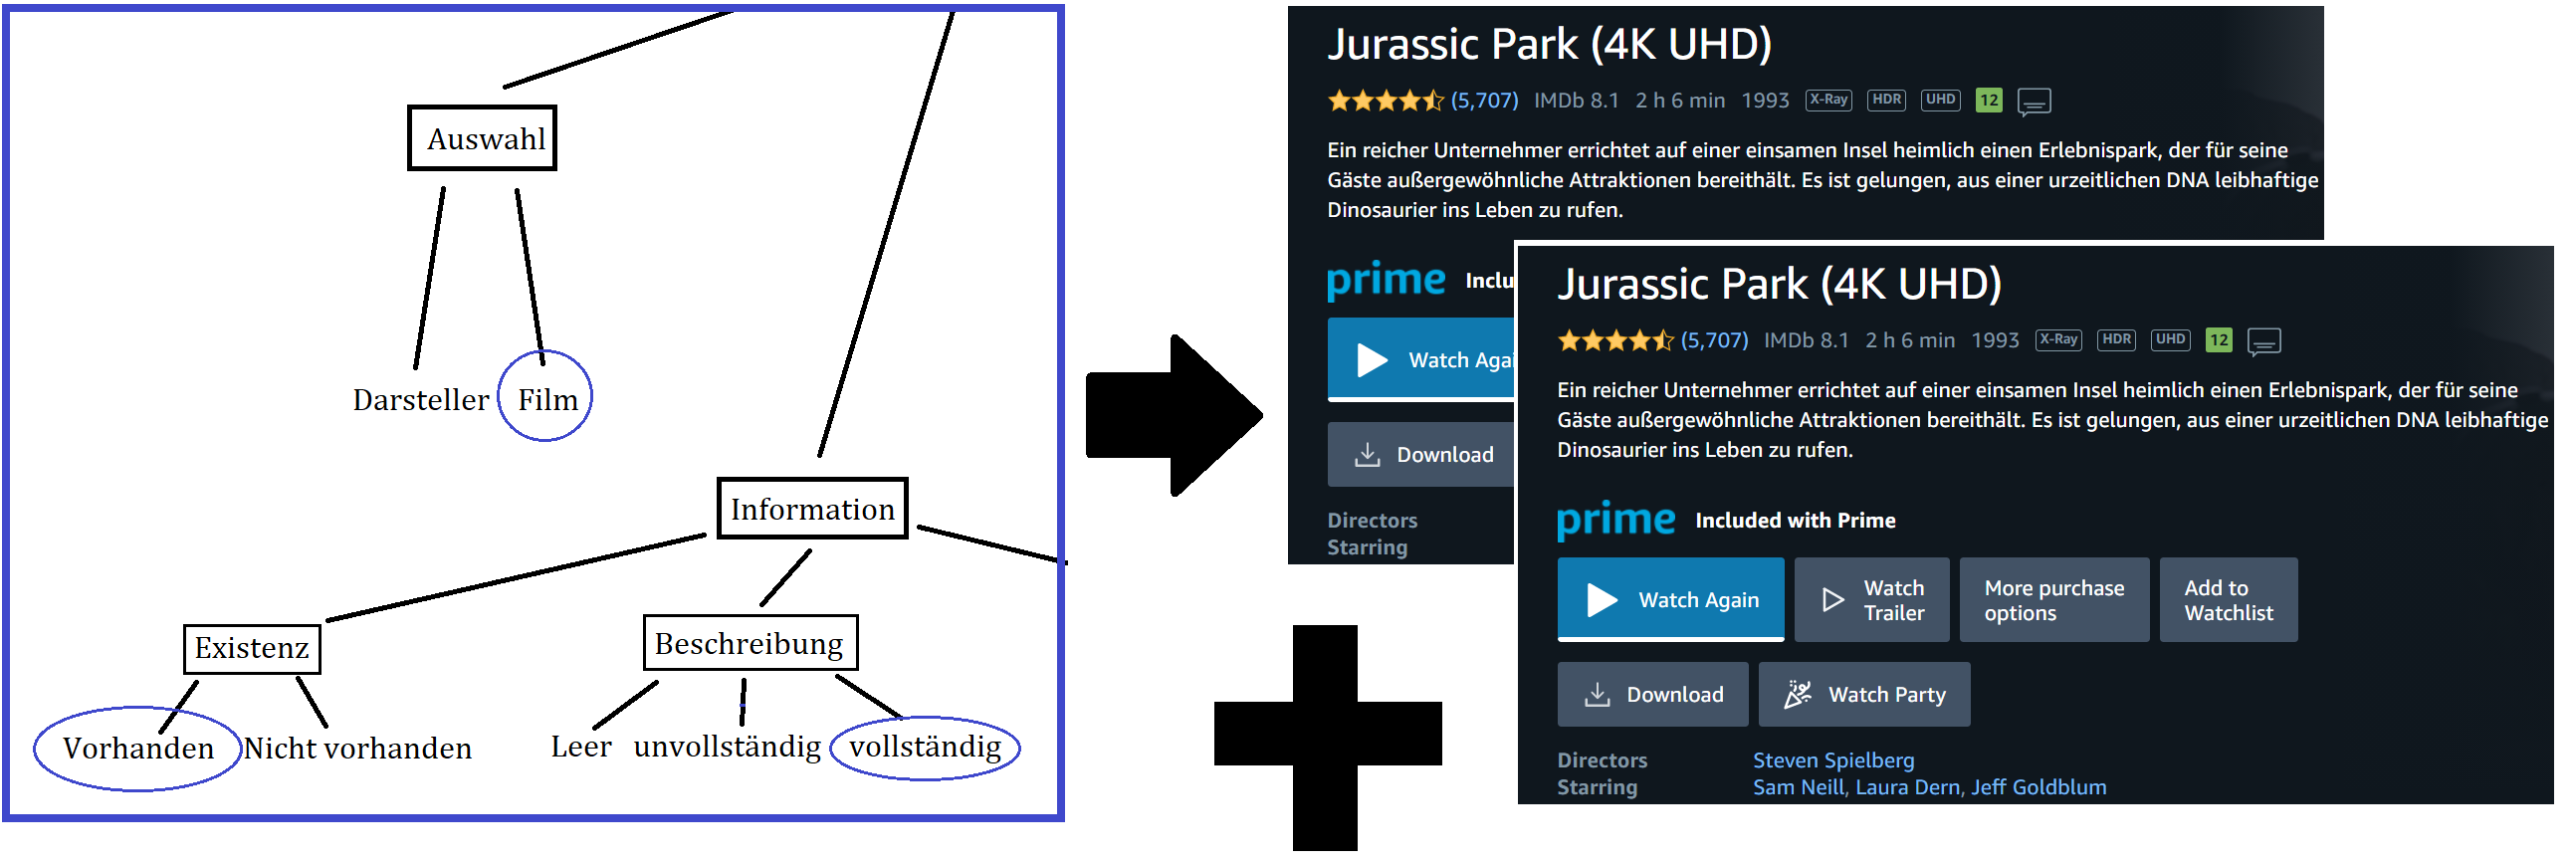 Auswahl
Darsteller
Film
Information
Existenz
Beschreibung
Vorhanden
Nicht vorhanden
Leer
unvollständig
vollständig
Jurassic Park (4K UHD)
(5,707) IMDb 8.1 2 h 6 min 1993 X-Ray HDR UHD 12
Ein reicher Unternehmer errichtet auf einer einsamen Insel heimlich einen Erlebnispark, der für seine
Gäste außergewöhnliche Attraktionen bereithält. Es ist gelungen, aus einer urzeitlichen DNA leibhaftige
Dinosaurier ins Leben zu rufen.
prime Inclu
Watch Agai
Download
Directors
Starring
Jurassic Park (4K UHD)
(5,707) IMDb 8.1 2 h 6 min 1993 X-Ray HDR UHD 12
Ein reicher Unternehmer errichtet auf einer einsamen Insel heimlich einen Erlebnispark, der für seine
Gäste außergewöhnliche Attraktionen bereithält. Es ist gelungen, aus einer urzeitlichen DNA leibhaftige
Dinosaurier ins Leben zu rufen.
prime Included with Prime
Watch Again
Watch
Trailer
More purchase
options
Add to
Watchlist
Download
Watch Party
Directors Steven Spielberg
Starring Sam Neill, Laura Dern, Jeff Goldblum